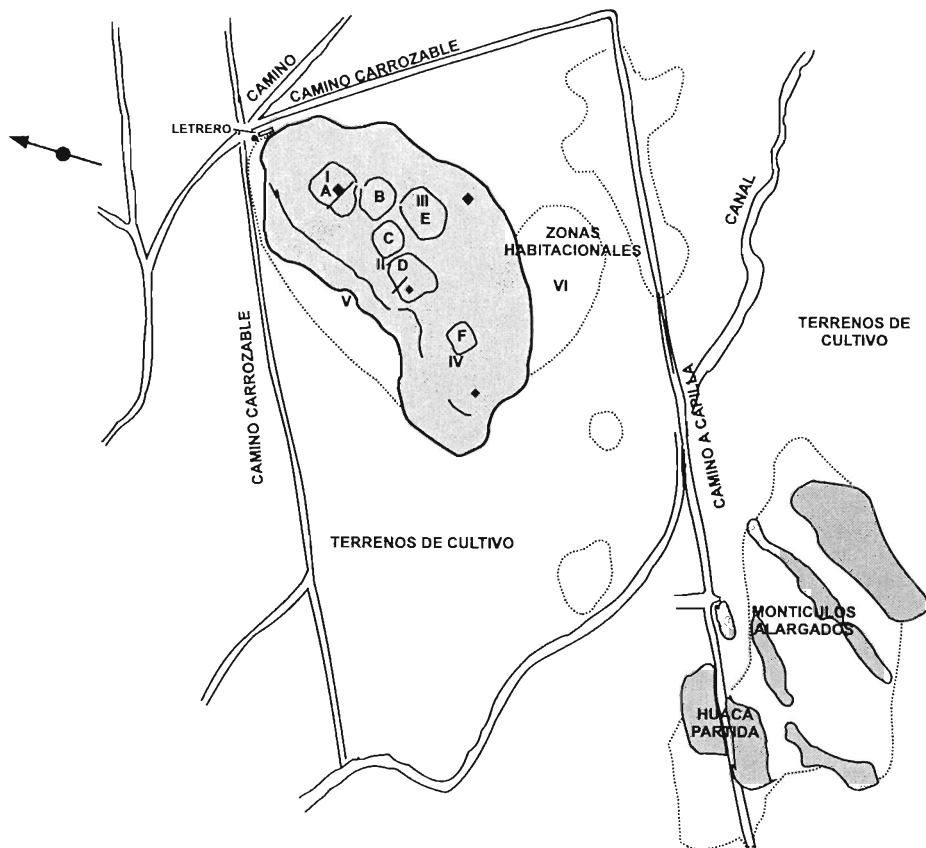 CAMINO
CAMINO CARROZABLE
LETRERO
I
A
B
III
E
C
II
D
V
F
IV
ZONAS
HABITACIONALES
VI
CANAL
TERRENOS DE
CULTIVO
CAMINO CARROZABLE
CAMINO A CAPILLA
TERRENOS DE CULTIVO
MONTICULOS
ALARGADOS
HUACA
PARTIDA